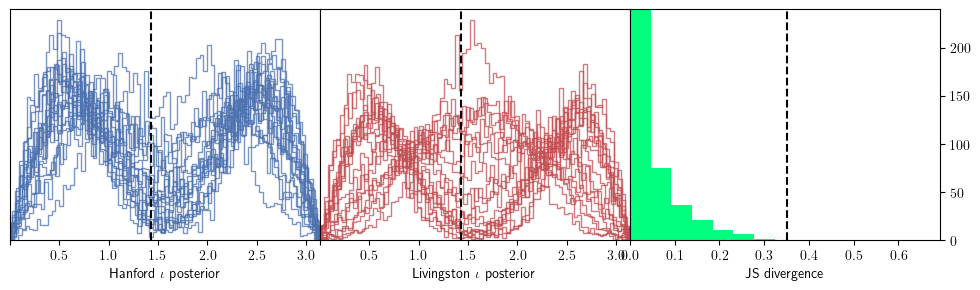 200
150
100
50
0
0.5 1.0 1.5 2.0 2.5 3.0
0.5 1.0 1.5 2.0 2.5 3.0
0.0 0.1 0.2 0.3 0.4 0.5 0.6
Hanford ι posterior
Livingston ι posterior
JS divergence